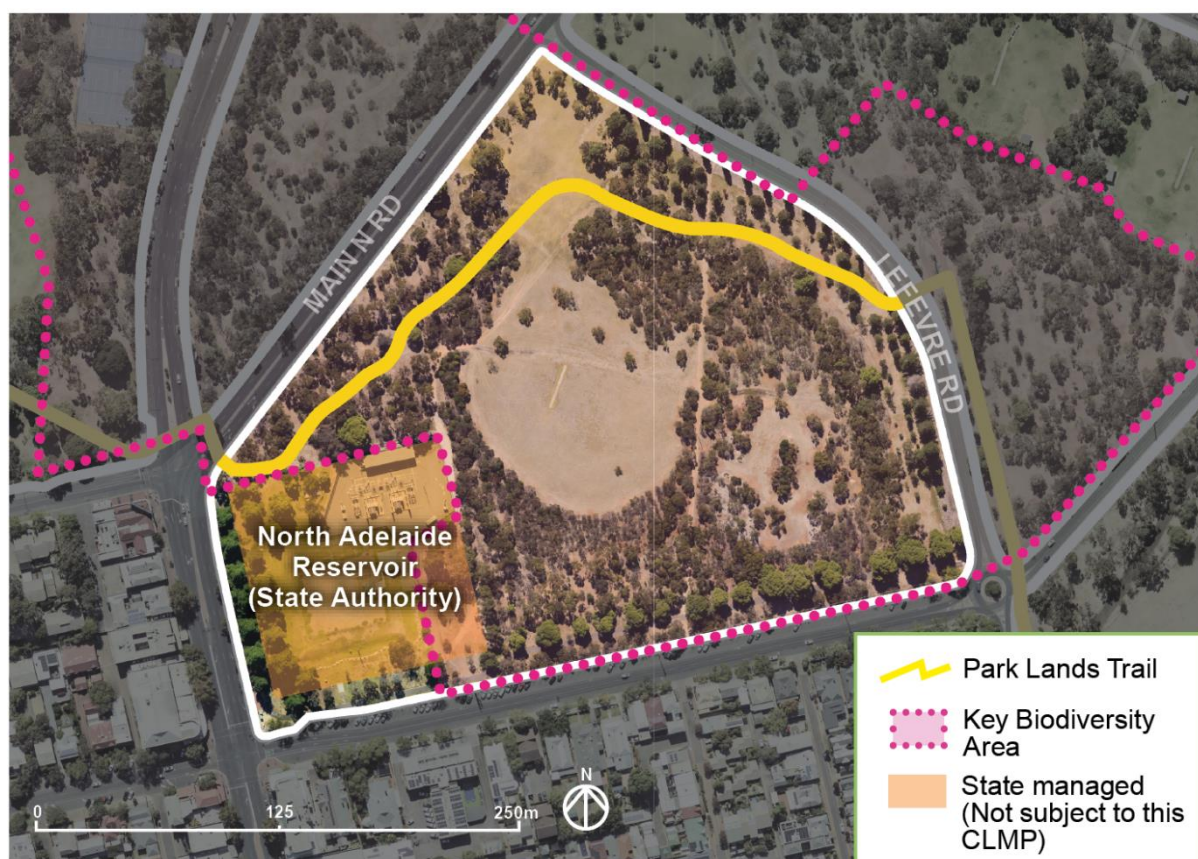 MAIN N RD
LEFEVRE RD
North Adelaide
Reservoir
(State Authority)
Park Lands Trail
Key Biodiversity
Area
State managed
(Not subject to this
CLMP)
N
0 125 250m